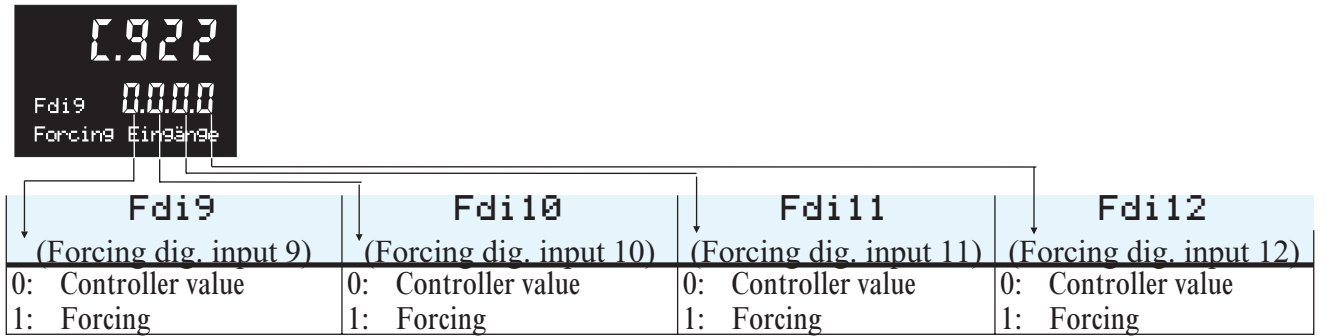 C.922
Fdi9 0.0.0.0
Forcing Eingänge
Fdi9 Fdi10 Fdi11 Fdi12
(Forcing dig. input 9) (Forcing dig. input 10) (Forcing dig. input 11) (Forcing dig. input 12)
0: Controller value 0: Controller value 0: Controller value 0: Controller value
1: Forcing 1: Forcing 1: Forcing 1: Forcing